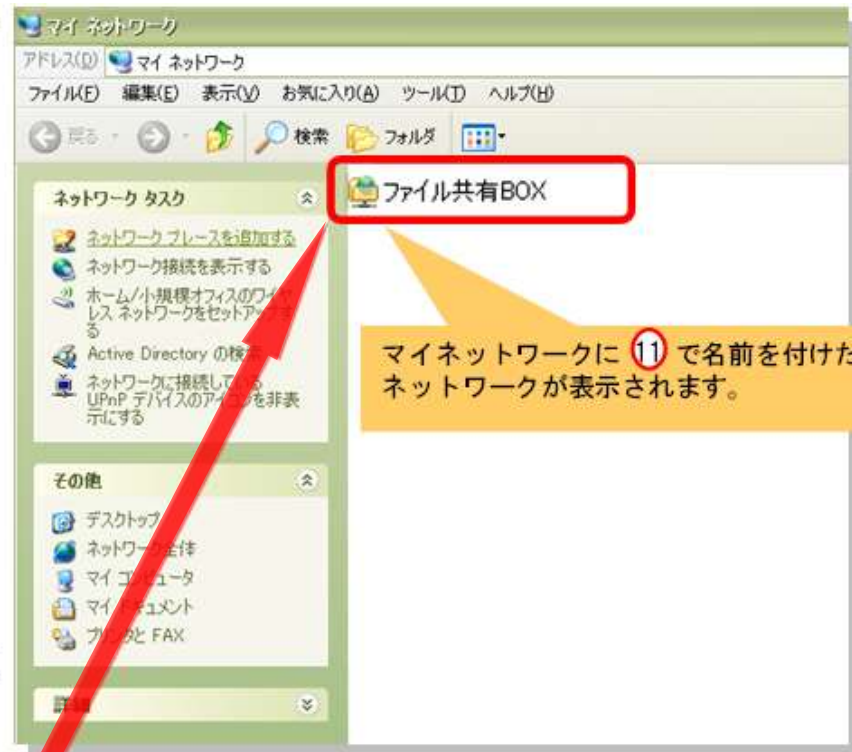 マイ ネットワーク
アドレス(D) マイ ネットワーク
ファイル(F) 編集(E) 表示(V) お気に入り(A) ツール(T) ヘルプ(H)
戻る 検索 フォルダ
ネットワーク タスク
ネットワーク プレースを追加する
ネットワーク接続を表示する
ホーム/小規模オフィスのワイヤ
レス ネットワークをセットアップす
る
Active Directory の検索
ネットワークに接続している
UPnP デバイスのアイコンを非表
示にする
その他
デスクトップ
ネットワーク全体
マイ コンピュータ
マイ ドキュメント
プリンタと FAX
詳細
ファイル共有BOX
マイネットワークに 11 で名前を付けた
ネットワークが表示されます。